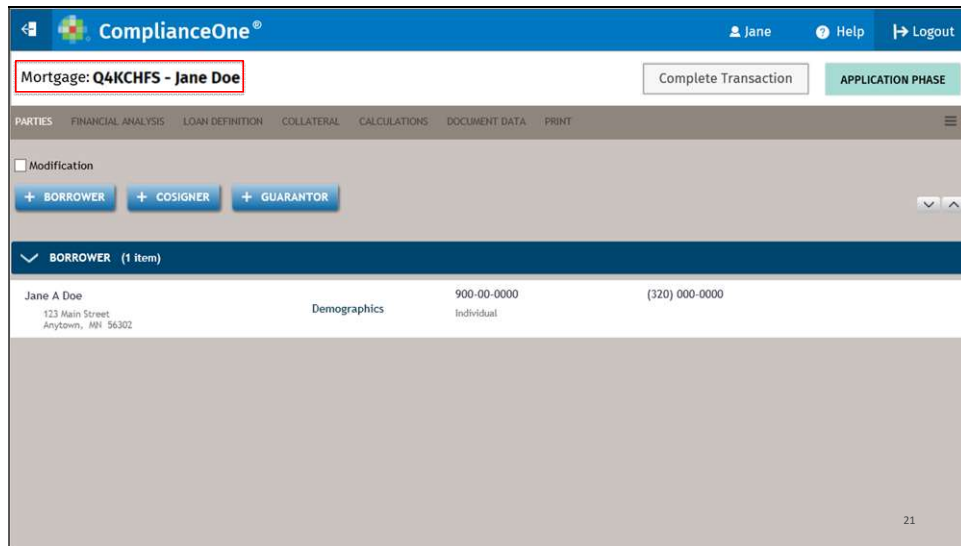 ComplianceOne® Jane Help Logout
Mortgage: Q4KCHFS - Jane Doe Complete Transaction APPLICATION PHASE
PARTIES FINANCIAL ANALYSIS LOAN DEFINITION COLLATERAL CALCULATIONS DOCUMENT DATA PRINT
Modification
+ BORROWER + COSIGNER + GUARANTOR
BORROWER (1 item)
Jane A Doe Demographics 900-00-0000 (320) 000-0000
123 Main Street Individual
Anytown, MN 56302
21